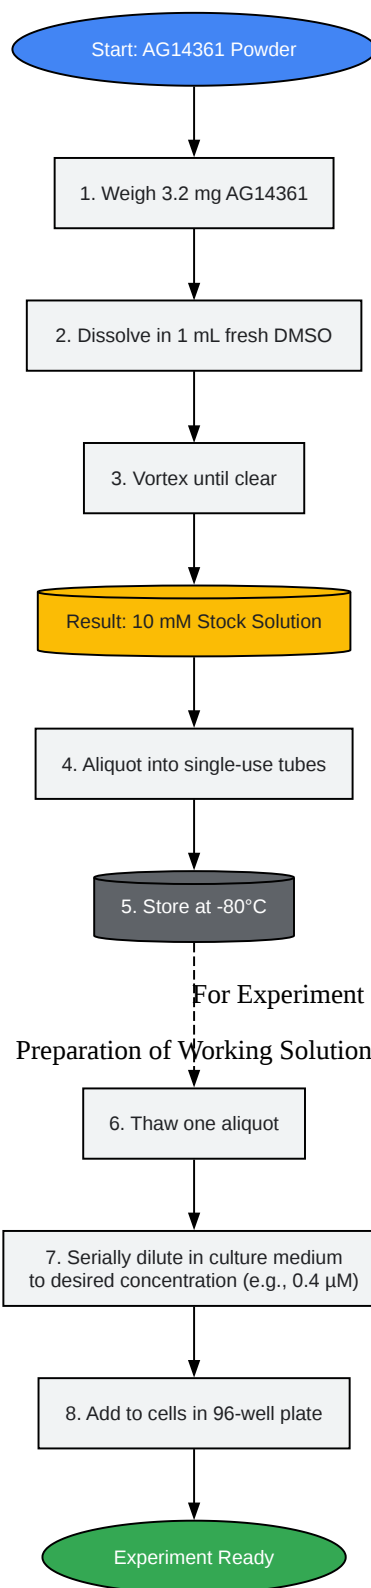 Start: AG14361 Powder
1. Weigh 3.2 mg AG14361
2. Dissolve in 1 mL fresh DMSO
3. Vortex until clear
Result: 10 mM Stock Solution
4. Aliquot into single-use tubes
5. Store at -80°C
For Experiment
Preparation of Working Solution
6. Thaw one aliquot
7. Serially dilute in culture medium
to desired concentration (e.g., 0.4 µM)
8. Add to cells in 96-well plate
Experiment Ready